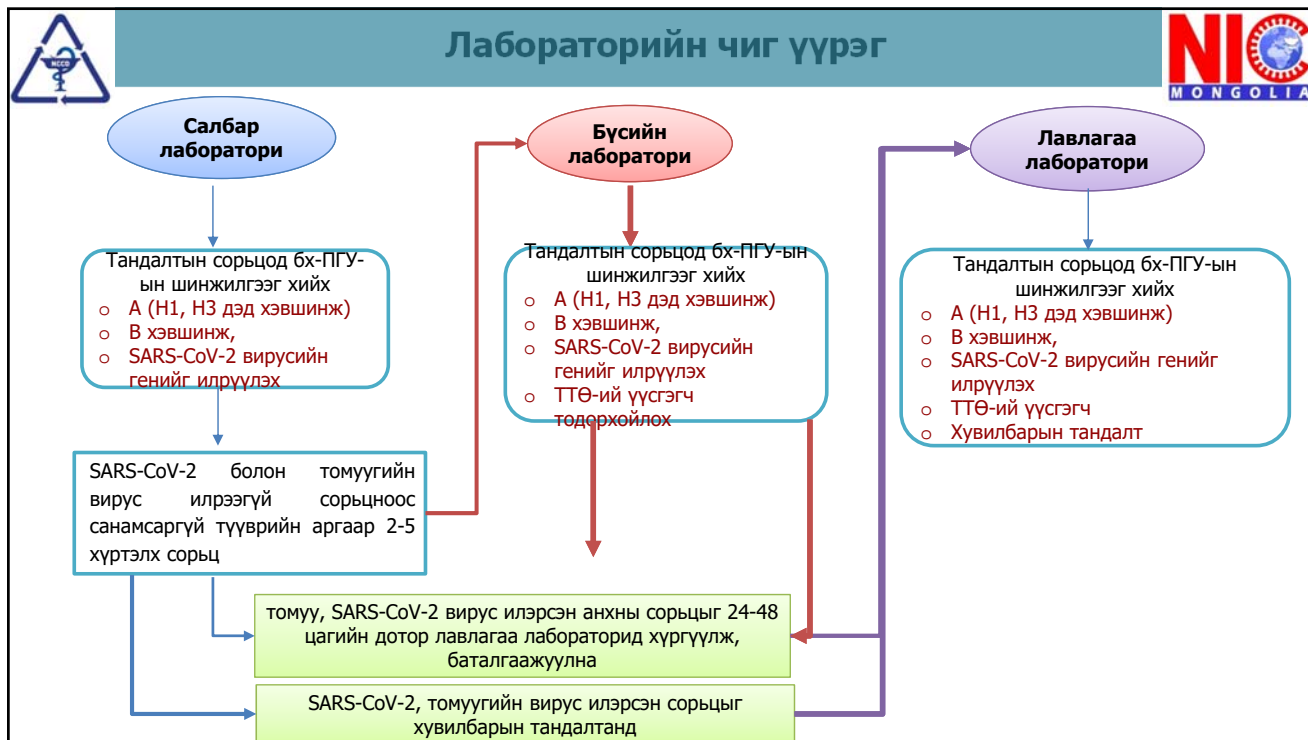 Лабораторийн чиг үүрэг
NCCD
NIC
MONGOLIA
Салбар
лаборатори
Бүсийн
лаборатори
Лавлагаа
лаборатори
Тандалтын сорьцод бх-ПГУ-
ын шинжилгээг хийх
o А (H1, H3 дэд хэвшинж)
o В хэвшинж,
o SARS-CoV-2 вирусийн
генийг илрүүлэх
Тандалтын сорьцод бх-ПГУ-ын
шинжилгээг хийх
o А (H1, H3 дэд хэвшинж)
o В хэвшинж,
o SARS-CoV-2 вирусийн
генийг илрүүлэх
o ТТӨ-ий үүсгэгч
тодорхойлох
Тандалтын сорьцод бх-ПГУ-ын
шинжилгээг хийх
o А (H1, H3 дэд хэвшинж)
o В хэвшинж,
o SARS-CoV-2 вирусийн генийг
илрүүлэх
o ТТӨ-ий үүсгэгч
o Хувилбарын тандалт
SARS-CoV-2 болон томуугийн
вирус илрээгүй сорьцноос
санамсаргүй түүврийн аргаар 2-5
хүртэлх сорьц
томуу, SARS-CoV-2 вирус илэрсэн анхны сорьцыг 24-48
цагийн дотор лавлагаа лабораторид хүргүүлж,
баталгаажуулна
SARS-CoV-2, томуугийн вирус илэрсэн сорьцыг
хувилбарын тандалтанд